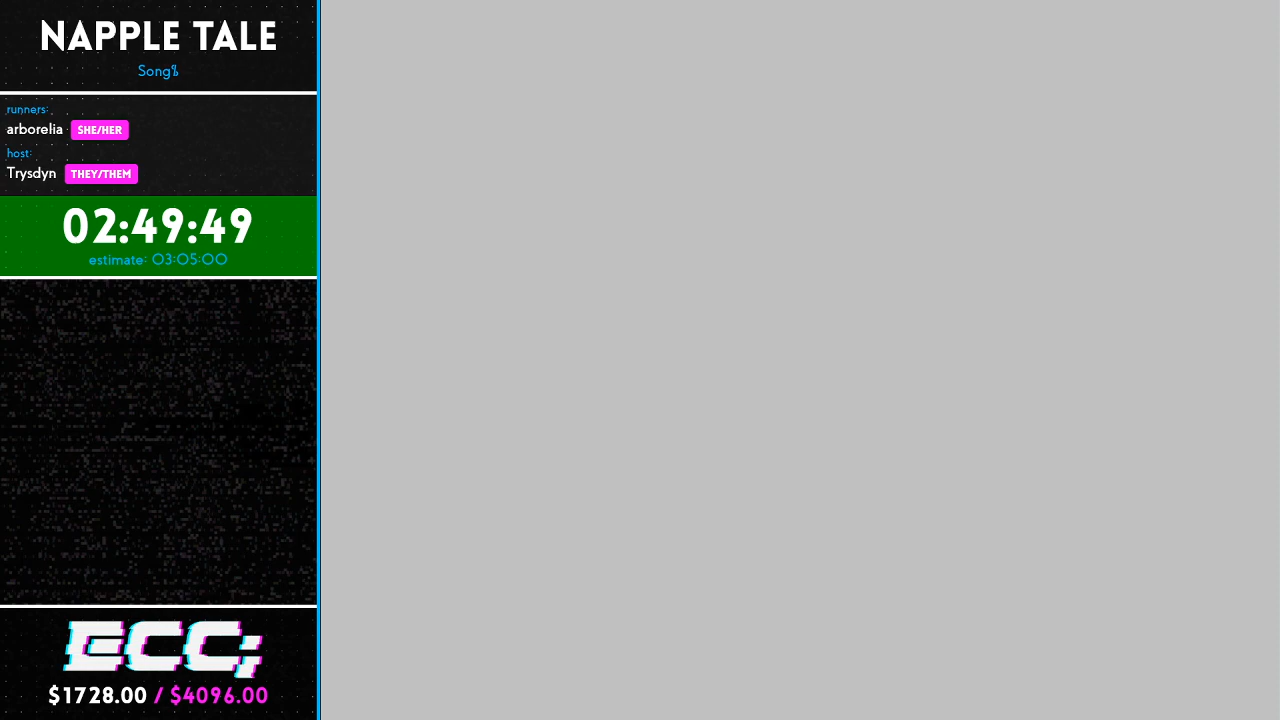 NAPPLE TALE
Song%
runners:
arborelia SHE/HER
host:
Trysdyn THEY/THEM
02:49:49
estimate: 03:05:00
ECC;
$1728.00 / $4096.00